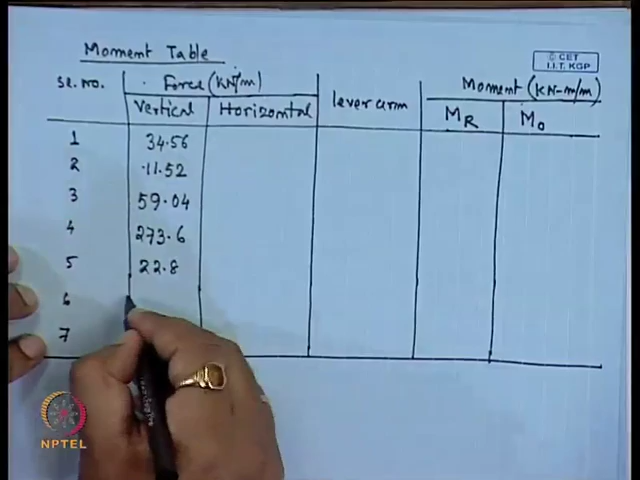 Moment Table
© CET
I.I.T. KGP
Sl. No. Force (kN/m) lever arm Moment (kN-m/m)
Vertical Horizontal MR Mo
1 34.56
2 11.52
3 59.04
4 273.6
5 22.8
6
7
NPTEL